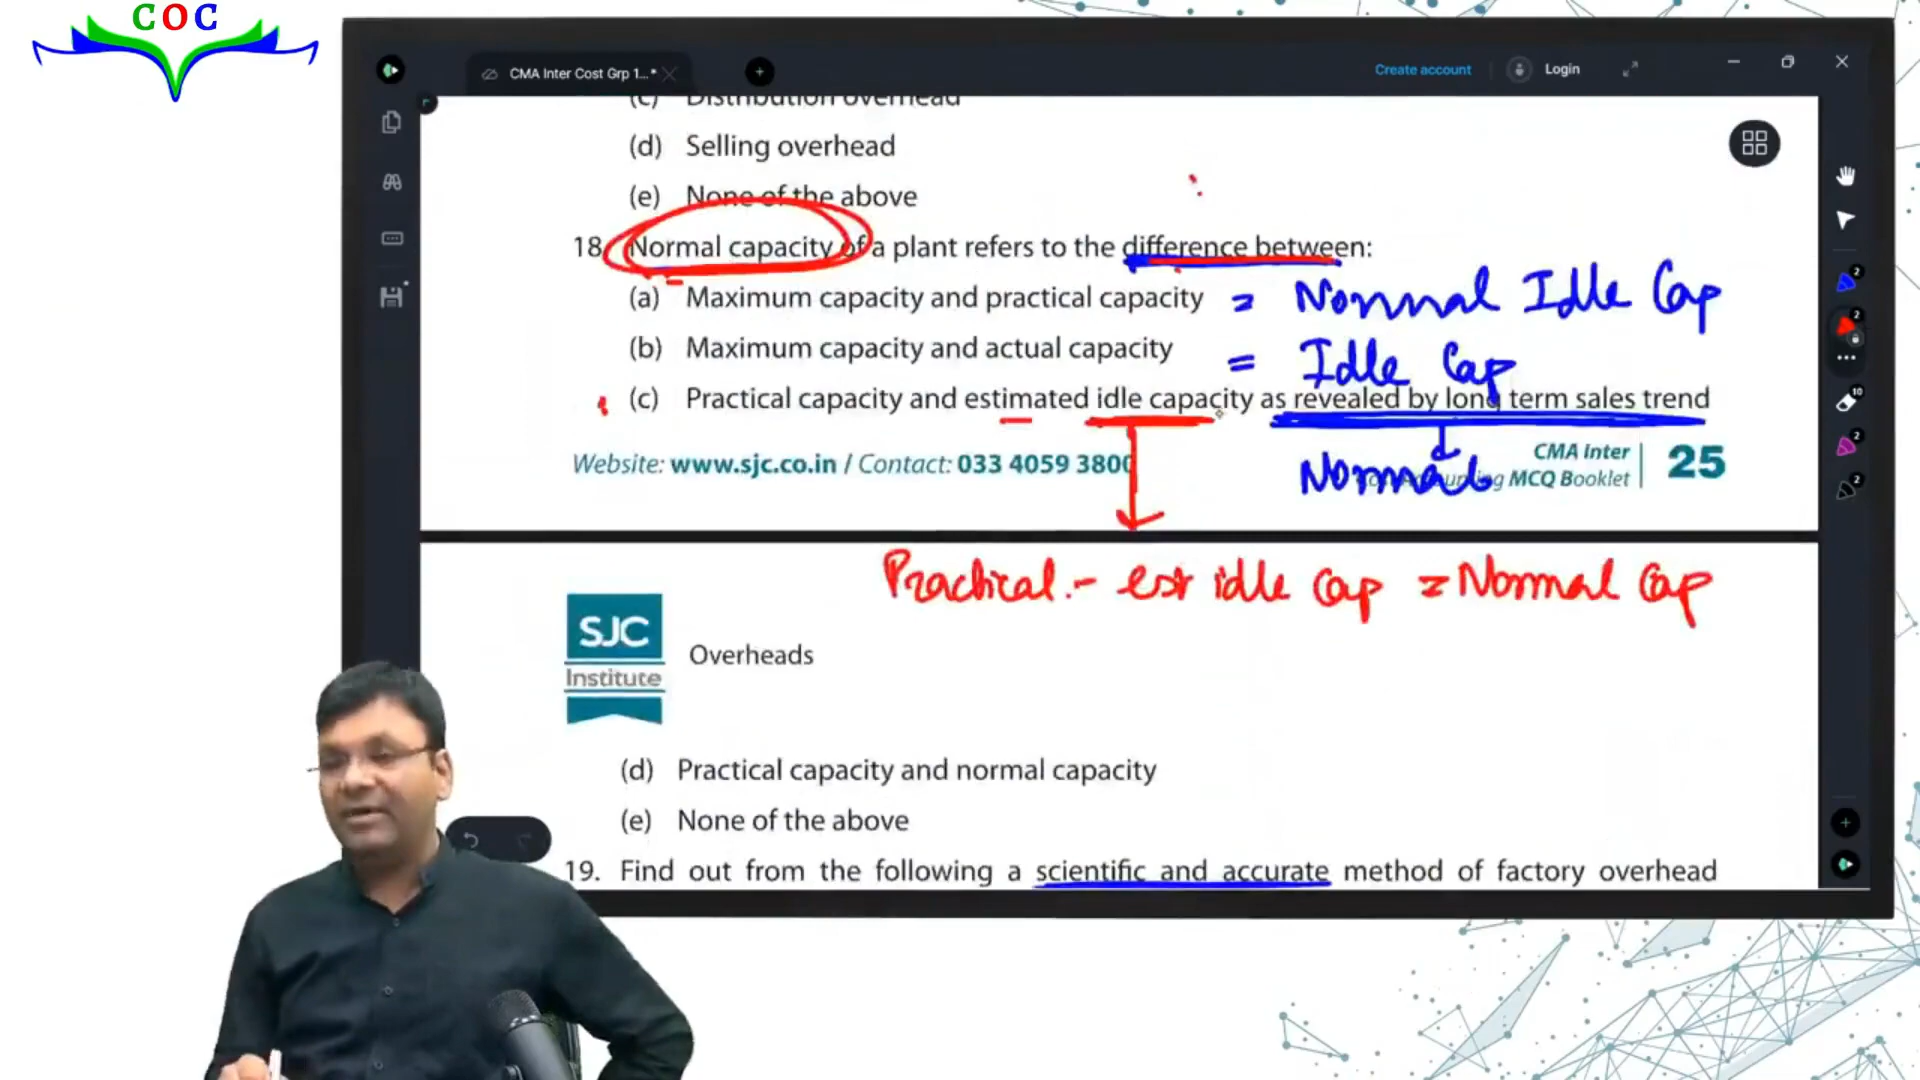 COC
CMA Inter Cost Grp 1...*
Create account
Login
(c) Distribution overhead
(d) Selling overhead
(e) None of the above
18. Normal capacity of a plant refers to the difference between:
(a) Maximum capacity and practical capacity = Normal Idle Cap
(b) Maximum capacity and actual capacity = Idle Cap
(c) Practical capacity and estimated idle capacity as revealed by long term sales trend
Normal
Website: www.sjc.co.in / Contact: 033 4059 3800
CMA Inter
MCQ Booklet
25
Practical - est idle Cap = Normal Cap
SJC
Institute
Overheads
(d) Practical capacity and normal capacity
(e) None of the above
19. Find out from the following a scientific and accurate method of factory overhead